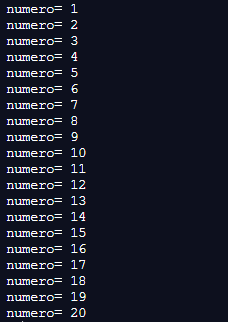 numero= 1
numero= 2
numero= 3
numero= 4
numero= 5
numero= 6
numero= 7
numero= 8
numero= 9
numero= 10
numero= 11
numero= 12
numero= 13
numero= 14
numero= 15
numero= 16
numero= 17
numero= 18
numero= 19
numero= 20